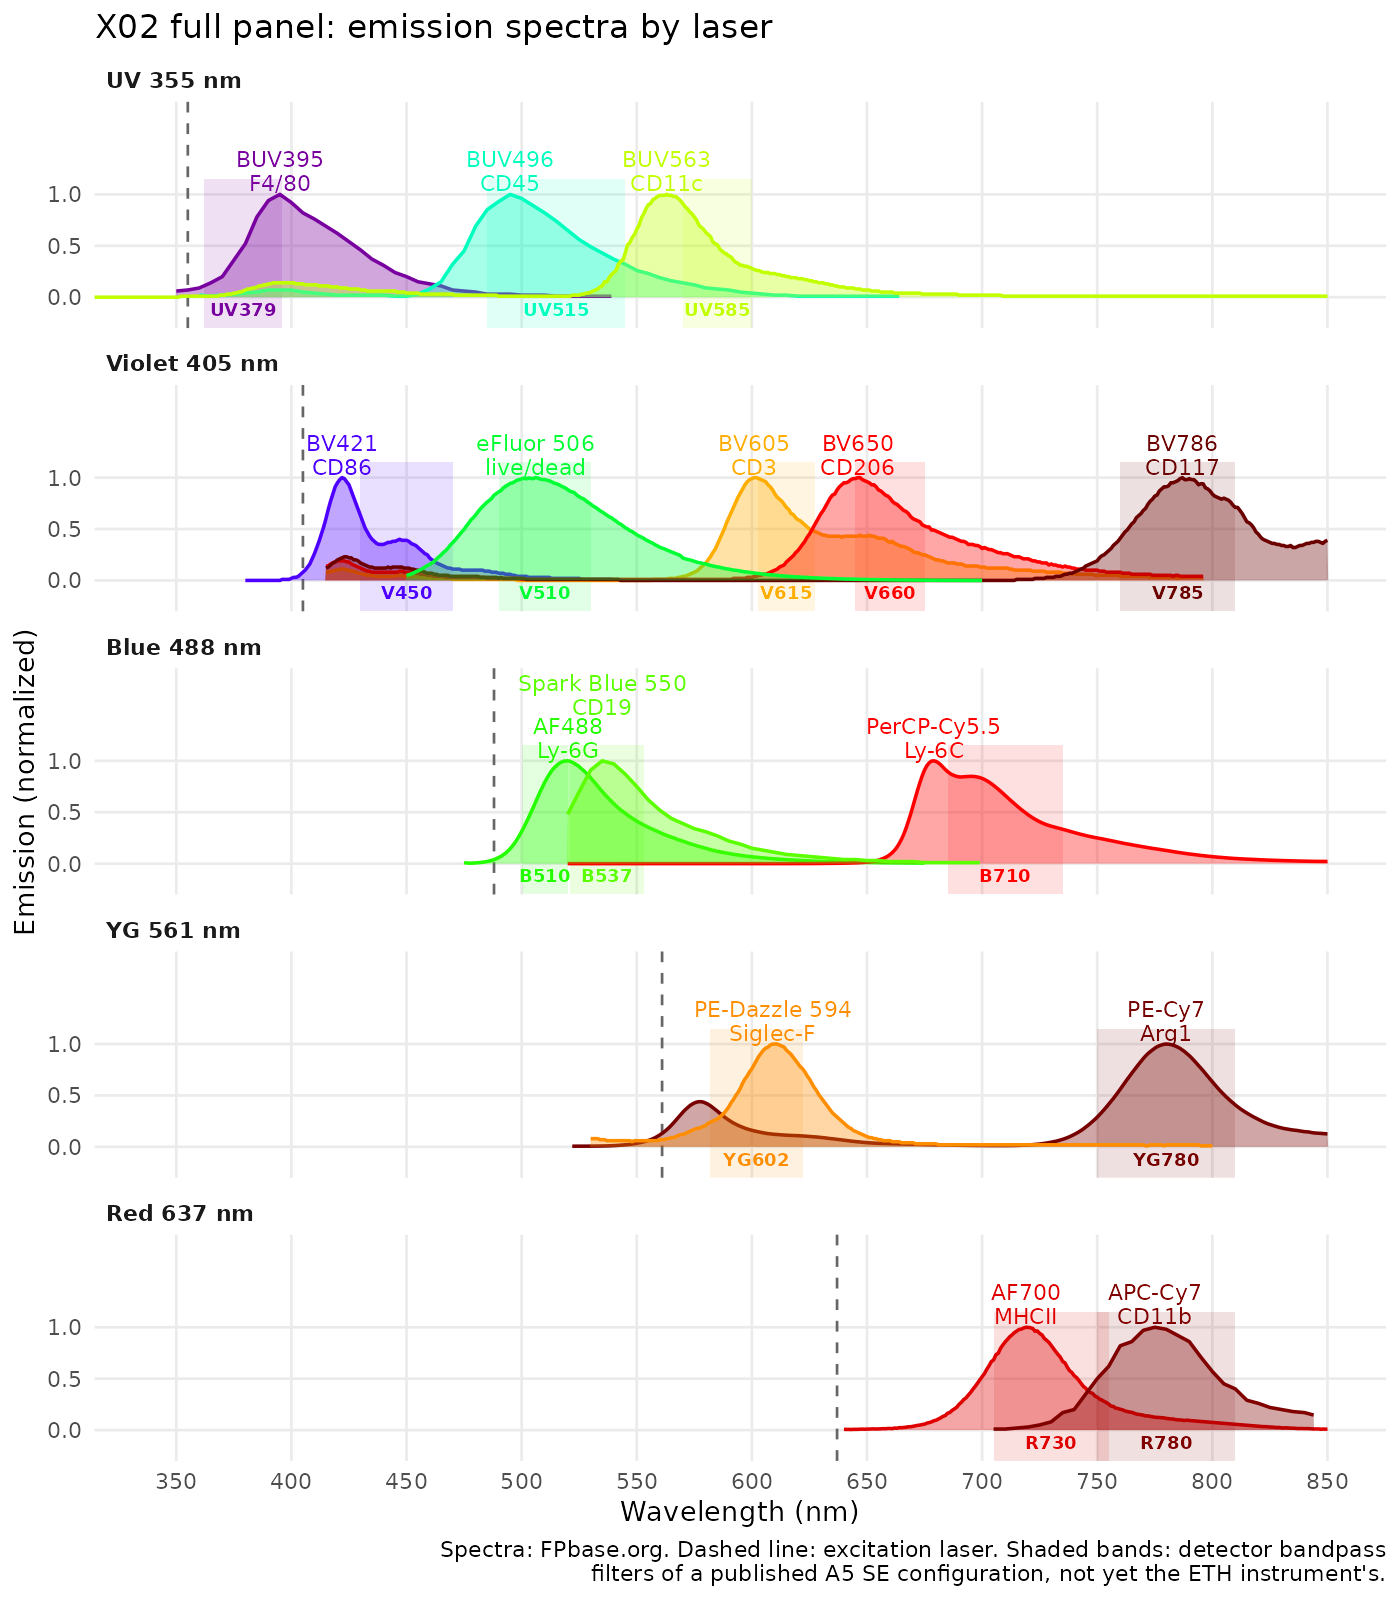 X02 full panel: emission spectra by laser
UV 355 nm
BUV395
F4/80
BUV496
CD45
BUV563
CD11c
1.0
0.5
0.0
UV379
UV515
UV585
Violet 405 nm
BV421
CD86
eFluor 506
live/dead
BV605
CD3
BV650
CD206
BV786
CD117
1.0
0.5
0.0
V450
V510
V615
V660
V785
Emission (normalized)
Blue 488 nm
Spark Blue 550
CD19
AF488
Ly-6G
PerCP-Cy5.5
Ly-6C
1.0
0.5
0.0
B510
B537
B710
YG 561 nm
PE-Dazzle 594
Siglec-F
PE-Cy7
Arg1
1.0
0.5
0.0
YG602
YG780
Red 637 nm
AF700
MHCII
APC-Cy7
CD11b
1.0
0.5
0.0
R730
R780
350 400 450 500 550 600 650 700 750 800 850
Wavelength (nm)
Spectra: FPbase.org. Dashed line: excitation laser. Shaded bands: detector bandpass
filters of a published A5 SE configuration, not yet the ETH instrument's.